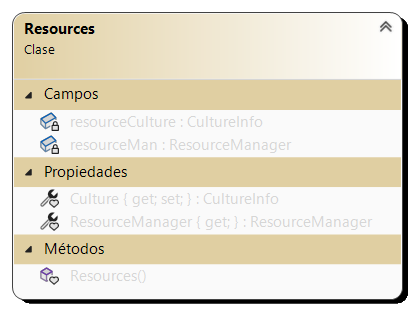 Resources
Clase
Campos
resourceCulture : CultureInfo
resourceMan : ResourceManager
Propiedades
Culture { get; set; } : CultureInfo
ResourceManager { get; } : ResourceManager
Métodos
Resources()